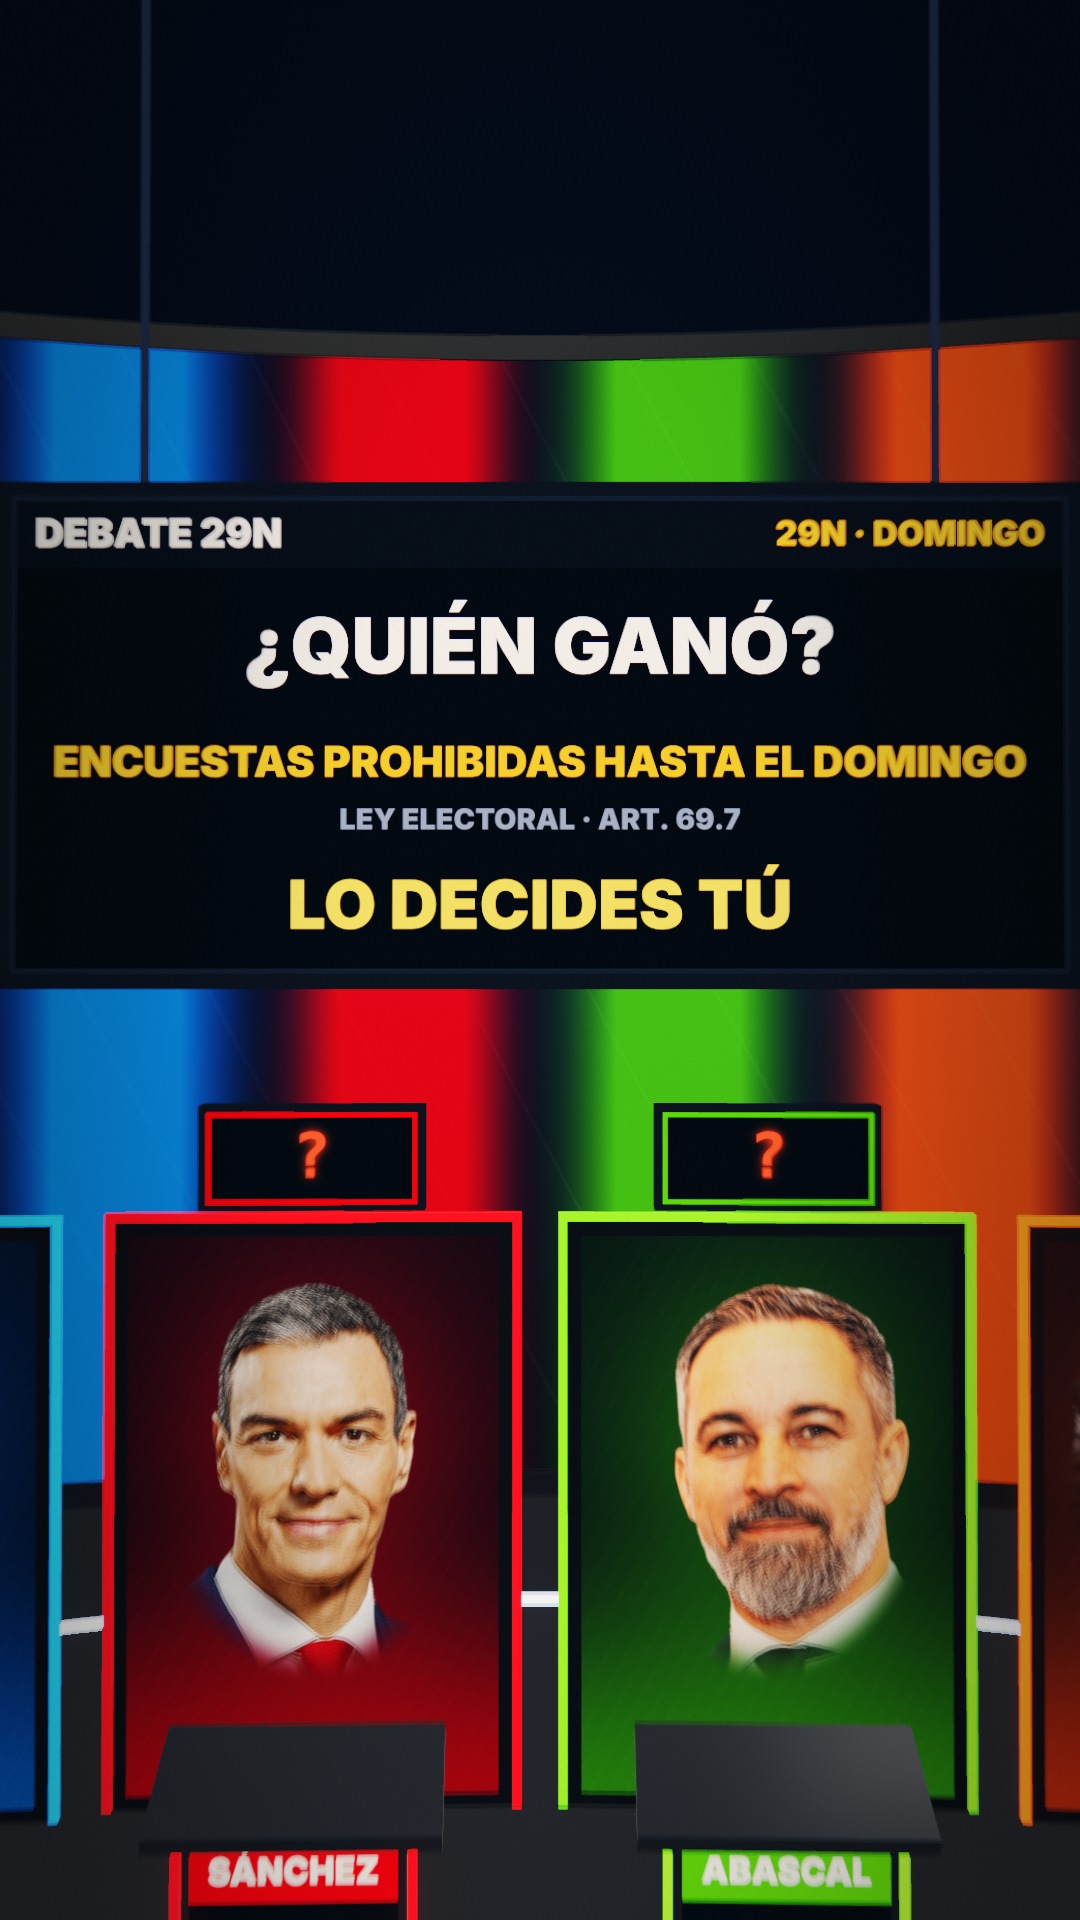 DEBATE 29N
29N · DOMINGO
¿QUIÉN GANÓ?
ENCUESTAS PROHIBIDAS HASTA EL DOMINGO
LEY ELECTORAL · ART. 69.7
LO DECIDES TÚ
?
?
SÁNCHEZ
ABASCAL